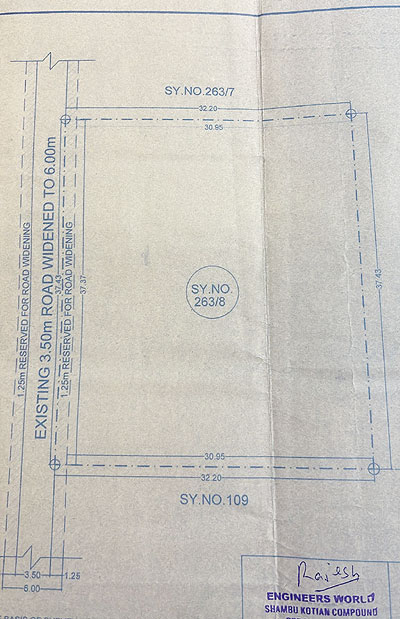 SY.NO.263/7
32.20
30.95
EXISTING 3.50m ROAD WIDENED TO 6.00m
1.25m RESERVED FOR ROAD WIDENING
37.43
1.25m RESERVED FOR ROAD WIDENING
37.37
37.43
SY.NO.
263/8
30.95
32.20
SY.NO.109
3.50
1.25
6.00
Rajesh
ENGINEERS WORLD
SHAMBU KOTIAN COMPOUND